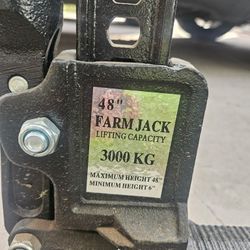 48"
FARM JACK
LIFTING CAPACITY
3000 KG
MAXIMUM HEIGHT 48"
MINIMUM HEIGHT 6"